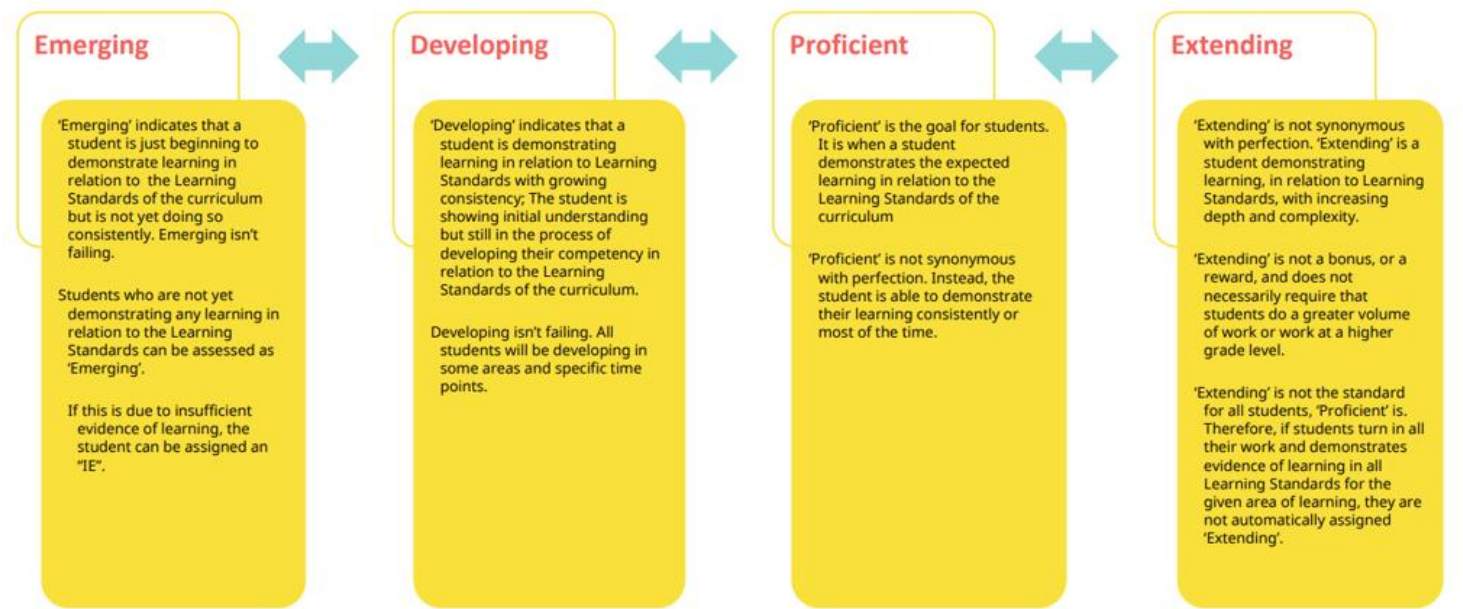 Emerging
'Emerging' indicates that a
student is just beginning to
demonstrate learning in
relation to the Learning
Standards of the curriculum
but is not yet doing so
consistently. Emerging isn't
failing.
Students who are not yet
demonstrating any learning in
relation to the Learning
Standards can be assessed as
'Emerging'.
If this is due to insufficient
evidence of learning, the
student can be assigned an
"IE".
Developing
'Developing' indicates that a
student is demonstrating
learning in relation to Learning
Standards with growing
consistency; The student is
showing initial understanding
but still in the process of
developing their competency in
relation to the Learning
Standards of the curriculum.
Developing isn't failing. All
students will be developing in
some areas and specific time
points.
Proficient
'Proficient' is the goal for students.
It is when a student
demonstrates the expected
learning in relation to the
Learning Standards of the
curriculum
'Proficient' is not synonymous
with perfection. Instead, the
student is able to demonstrate
their learning consistently or
most of the time.
Extending
'Extending' is not synonymous
with perfection. 'Extending' is a
student demonstrating
learning, in relation to Learning
Standards, with increasing
depth and complexity.
'Extending' is not a bonus, or a
reward, and does not
necessarily require that
students do a greater volume
of work or work at a higher
grade level.
'Extending' is not the standard
for all students, 'Proficient' is.
Therefore, if students turn in all
their work and demonstrates
evidence of learning in all
Learning Standards for the
given area of learning, they are
not automatically assigned
'Extending'.